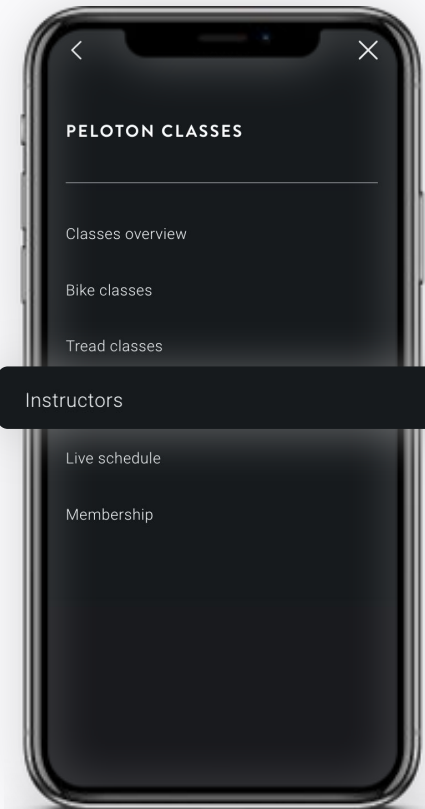 PELOTON CLASSES
Classes overview
Bike classes
Tread classes
Instructors
Live schedule
Membership